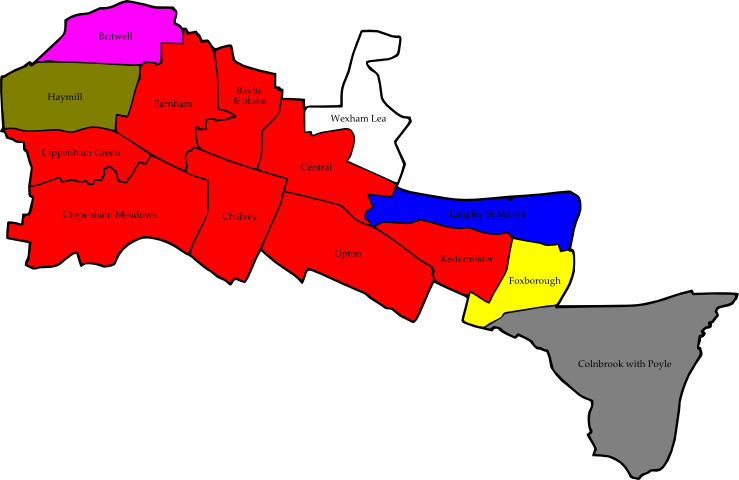 Britwell
Haymill
Farnham
Baylis
& Stoke
Wexham Lea
Cippenham Green
Central
Cippenham Meadows
Chalvey
Langley St Mary's
Upton
Kedermister
Foxborough
Colnbrook with Poyle